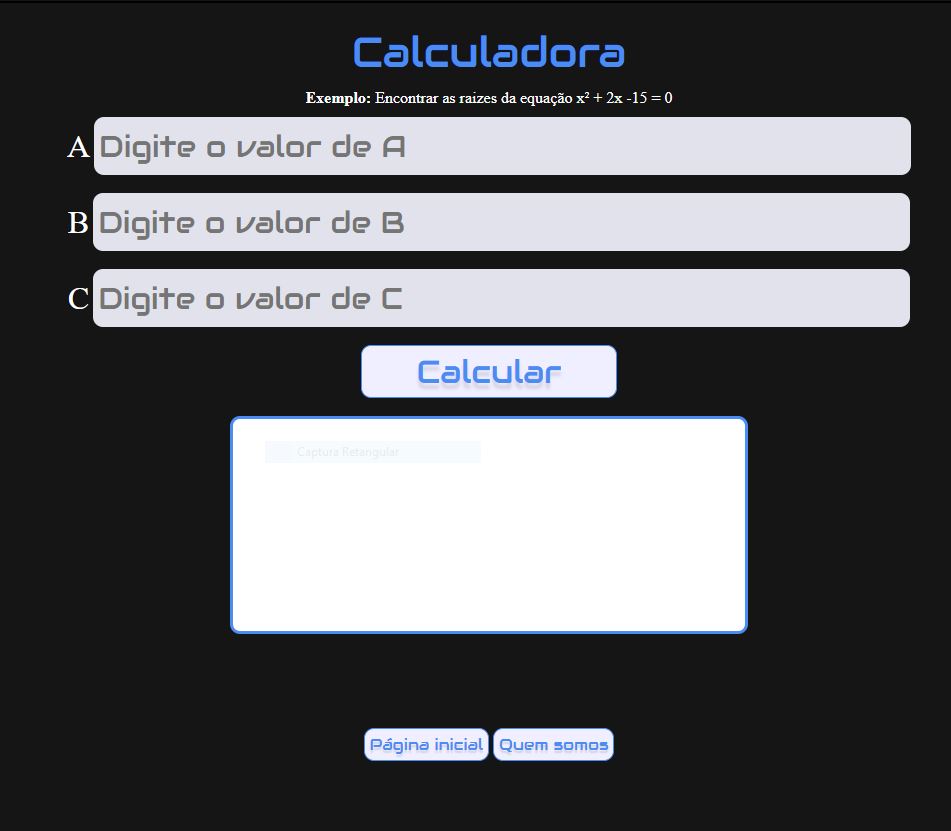 Calculadora
Exemplo: Encontrar as raizes da equação x² + 2x -15 = 0
A Digite o valor de A
B Digite o valor de B
C Digite o valor de C
Calcular
Captura Retangular
Página inicial Quem somos